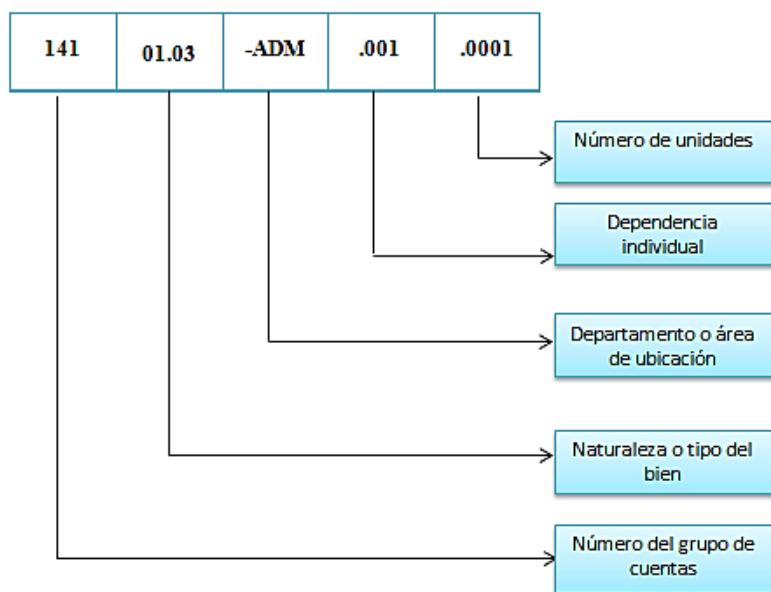 141 01.03 -ADM .001 .0001
Número de unidades
Dependencia
individual
Departamento o área
de ubicación
Naturaleza o tipo del
bien
Número del grupo de
cuentas